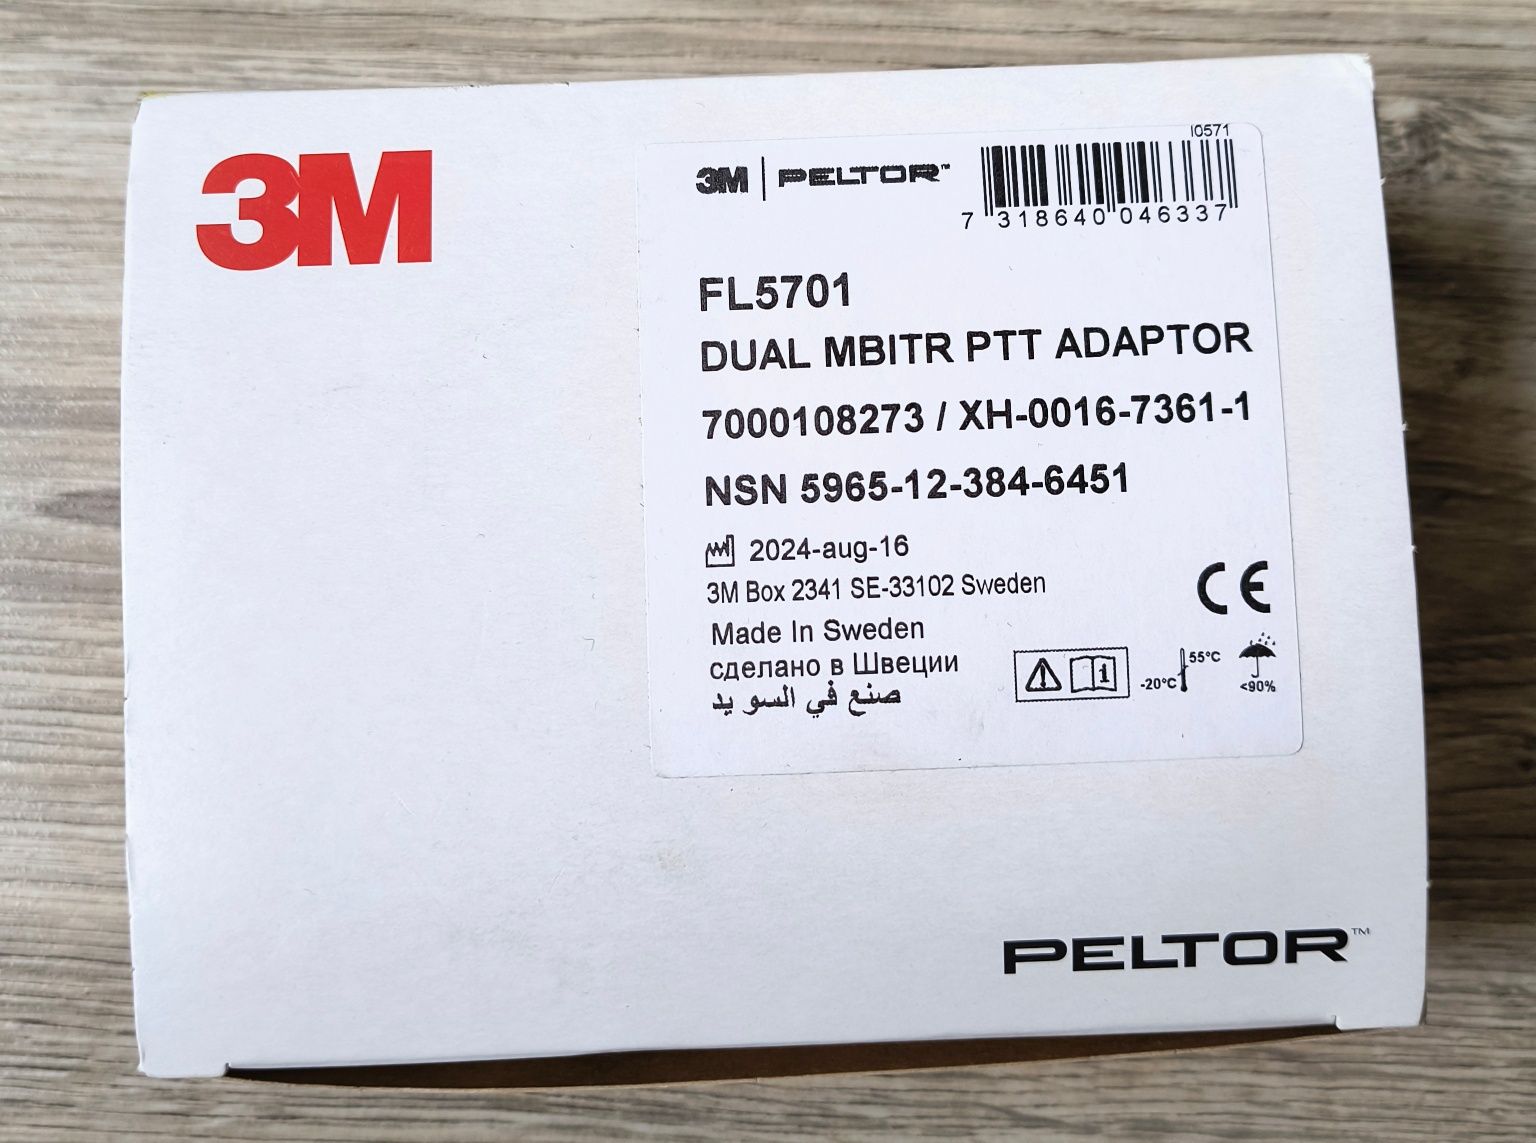 3M
3M | PELTOR™
I0571
7 318640 046337
FL5701
DUAL MBITR PTT ADAPTOR
7000108273 / XH-0016-7361-1
NSN 5965-12-384-6451
2024-aug-16
3M Box 2341 SE-33102 Sweden
CE
Made In Sweden
сделано в Швеции
صنع في السو يد
i
-20°C
55°C
<90%
PELTOR™